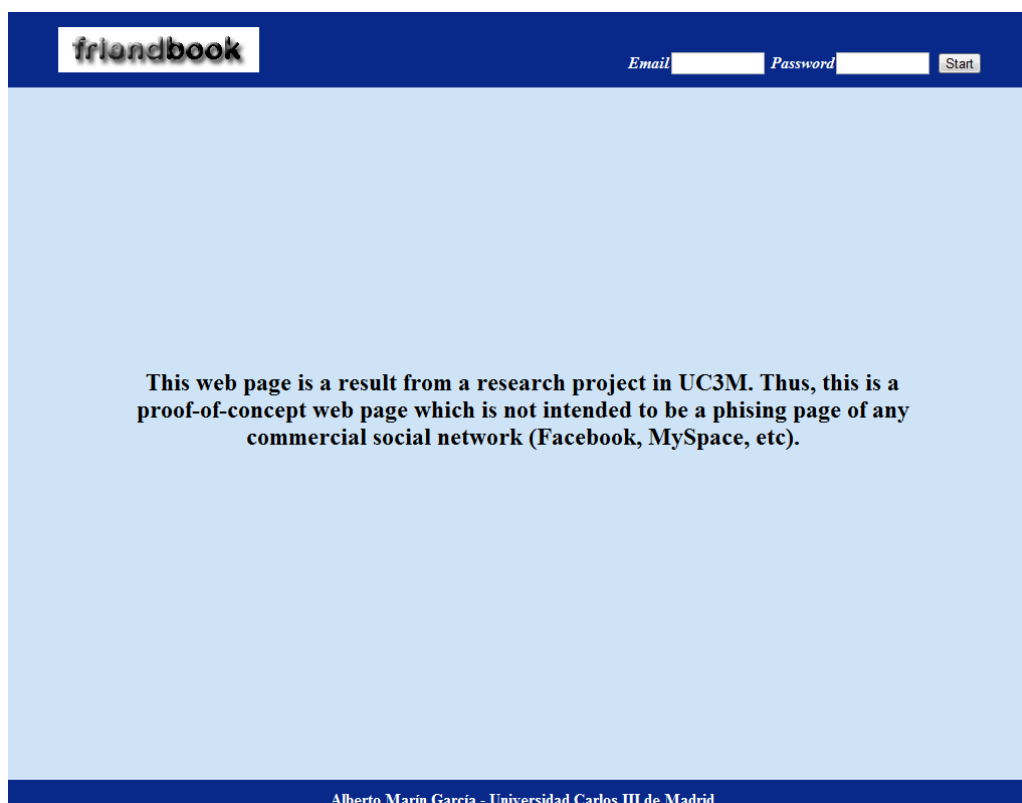 friendbook
Email Password Start
This web page is a result from a research project in UC3M. Thus, this is a
proof-of-concept web page which is not intended to be a phising page of any
commercial social network (Facebook, MySpace, etc).
Alberto Marín García - Universidad Carlos III de Madrid